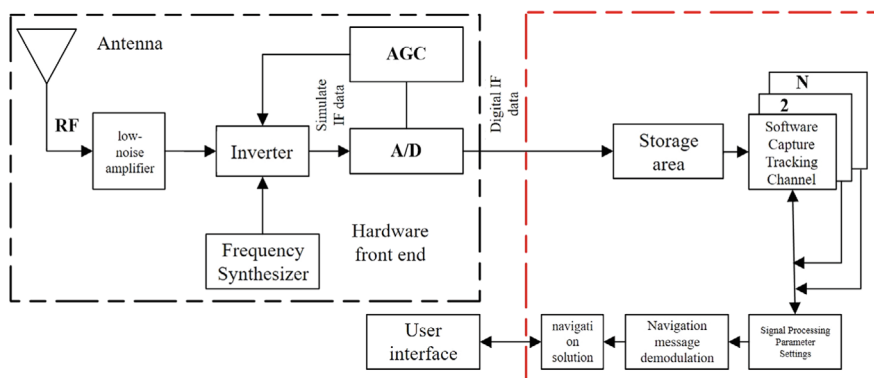 Antenna
AGC
RF
low-
noise
amplifier
Inverter
Simulate
IF data
A/D
Digital IF
data
Frequency
Synthesizer
Hardware
front end
Storage
area
N
2
Software
Capture
Tracking
Channel
User
interface
navigati
on
solution
Navigation
message
demodulation
Signal Processing
Parameter
Settings